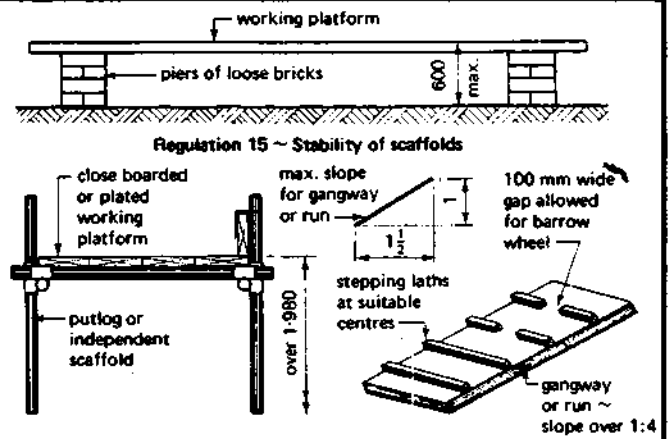 working platform
piers of loose bricks
600
max.
Regulation 15 ~ Stability of scaffolds
close boarded
or plated
working
platform
max. slope
for gangway
or run
1
1 1/2
100 mm wide
gap allowed
for barrow
wheel
stepping laths
at suitable
centres
putlog or
independent
scaffold
over 1·980
gangway
or run ~
slope over 1:4